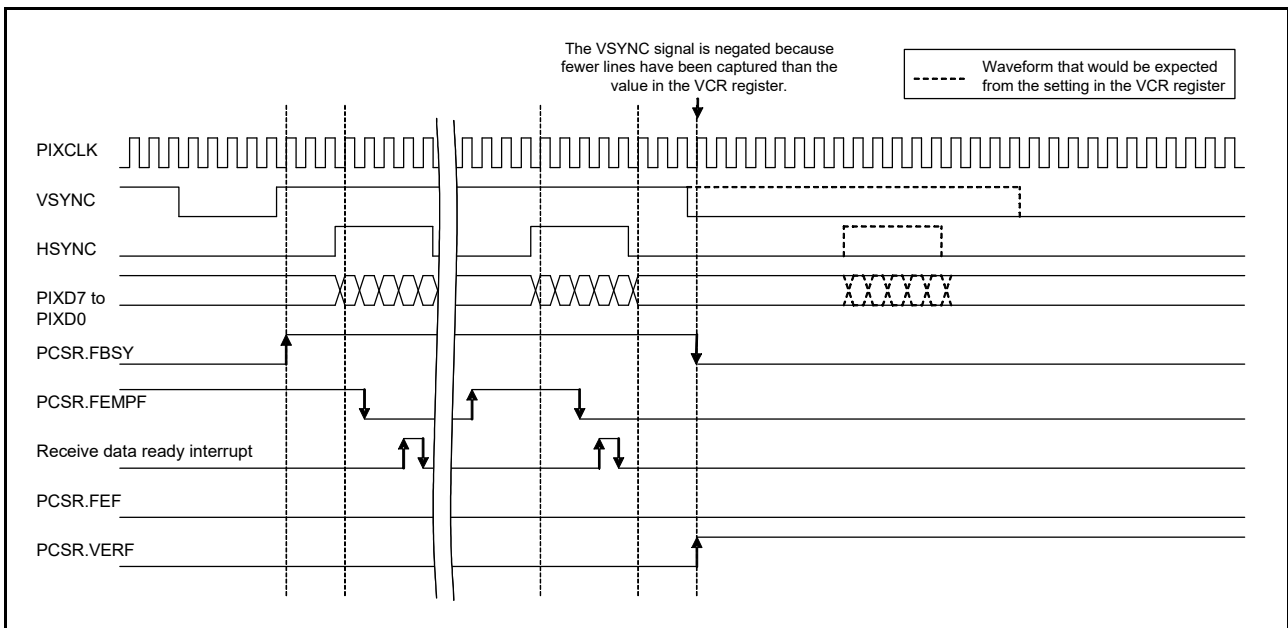 The VSYNC signal is negated because
fewer lines have been captured than the
value in the VCR register.
Waveform that would be expected
from the setting in the VCR register
PIXCLK
VSYNC
HSYNC
PIXD7 to
PIXD0
PCSR.FBSY
PCSR.FEMPF
Receive data ready interrupt
PCSR.FEF
PCSR.VERF